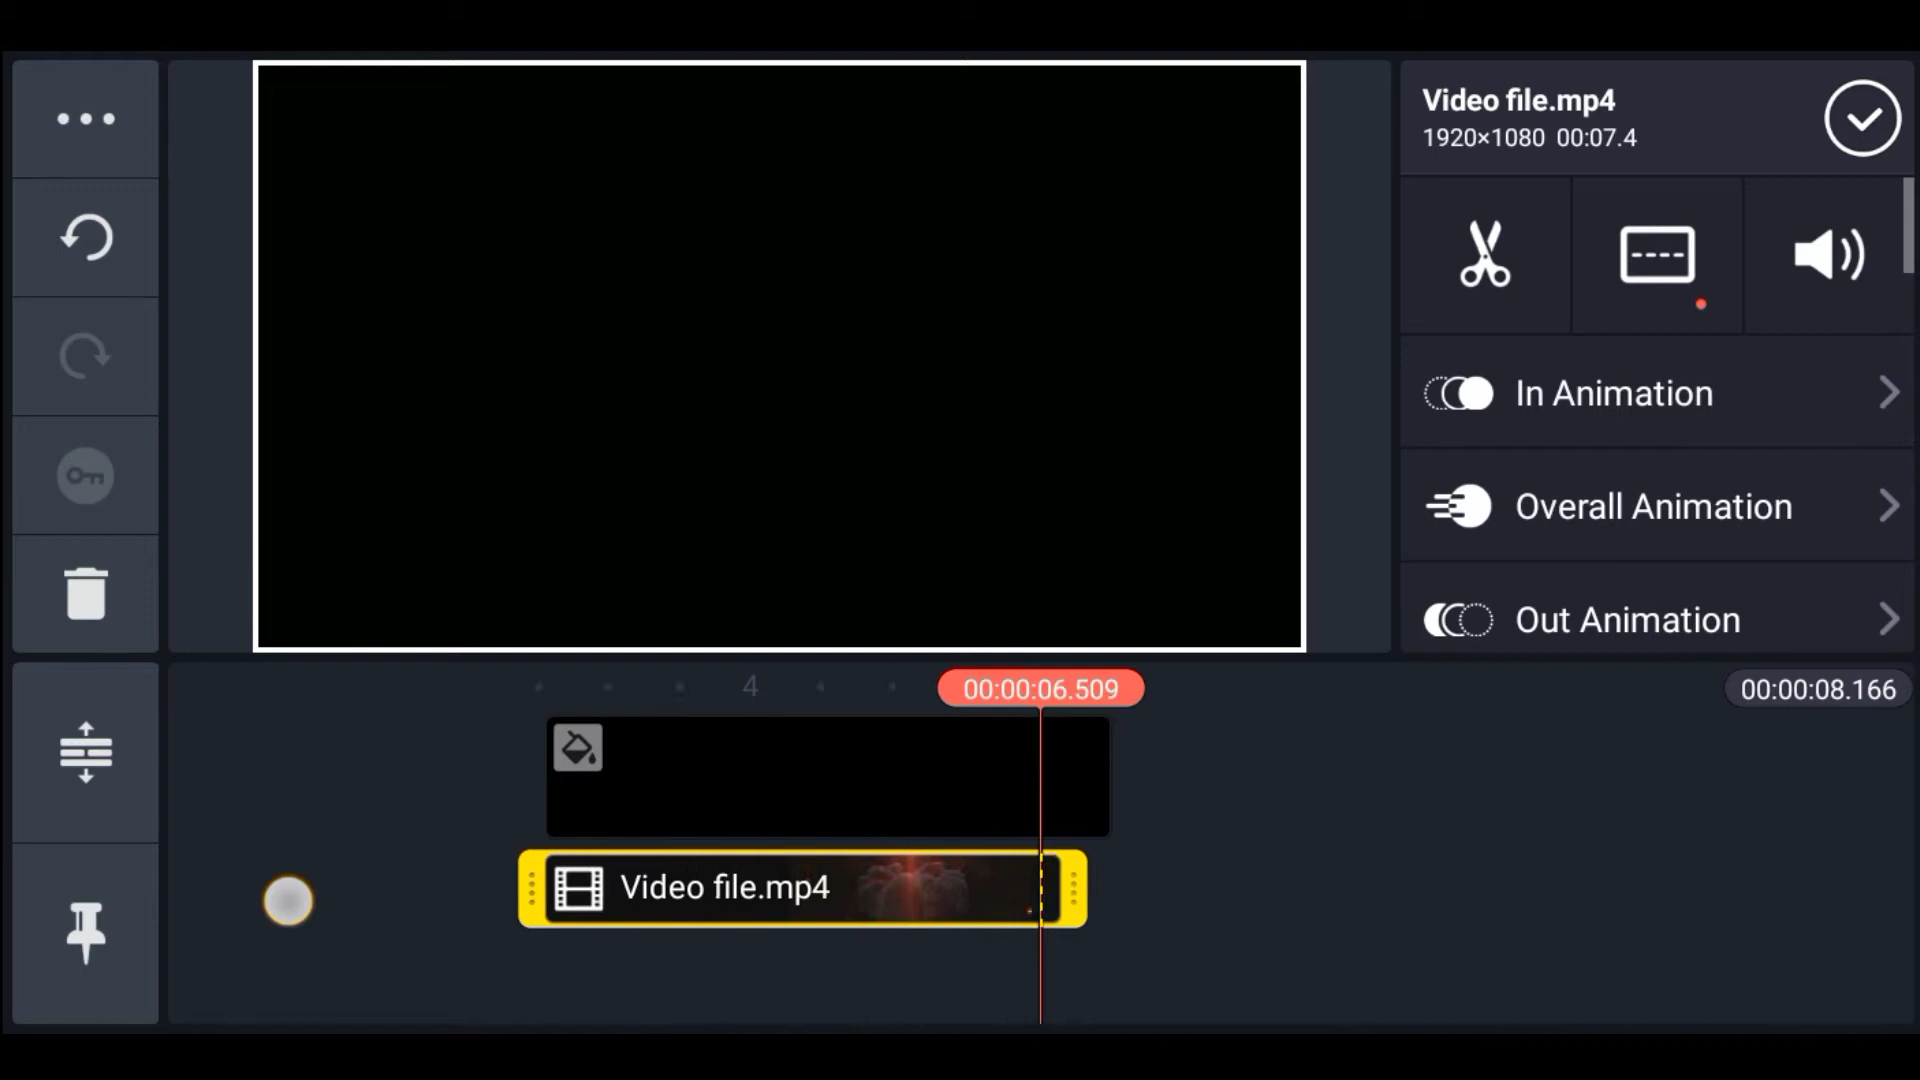 Video file.mp4
1920×1080 00:07.4
In Animation
Overall Animation
Out Animation
4
00:00:06.509
00:00:08.166
Video file.mp4